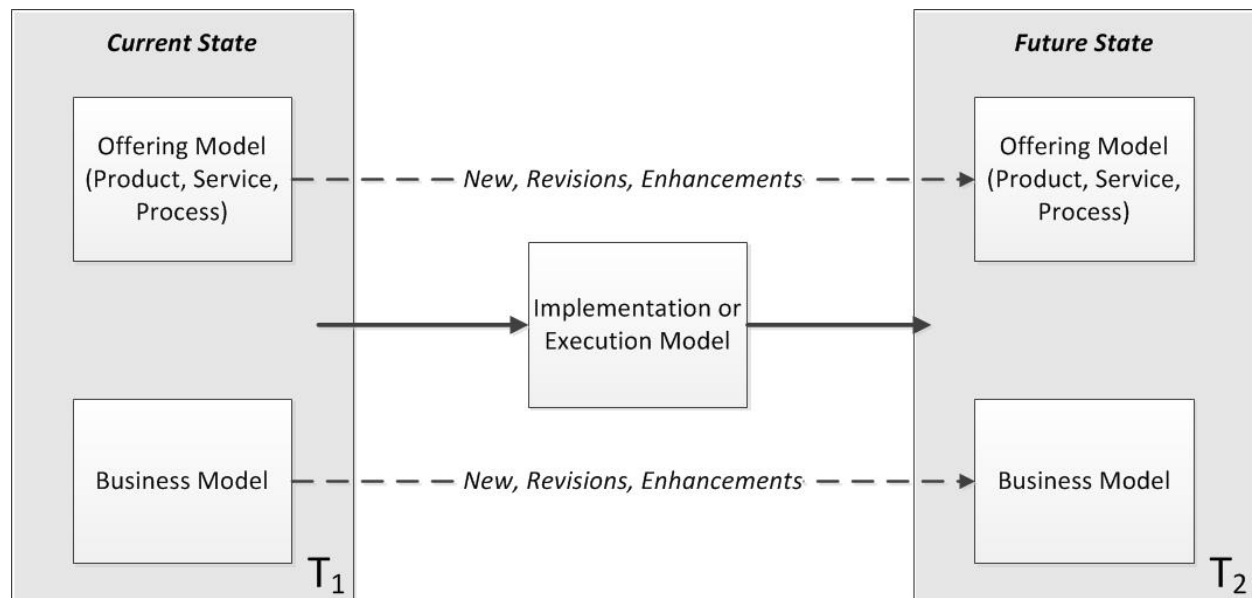 Current State
Offering Model
(Product, Service,
Process)
Business Model
T1
New, Revisions, Enhancements
Implementation or
Execution Model
New, Revisions, Enhancements
Future State
Offering Model
(Product, Service,
Process)
Business Model
T2